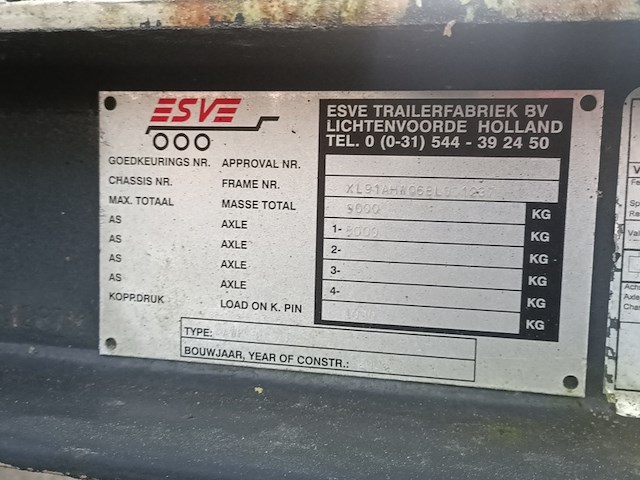 ESVE
ESVE TRAILERFABRIEK BV
LICHTENVOORDE HOLLAND
TEL. 0 (0-31) 544 - 39 24 50
GOEDKEURINGS NR. APPROVAL NR.
CHASSIS NR. FRAME NR.
MAX. TOTAAL MASSE TOTAL 9000 KG
AS AXLE 1- KG
AS AXLE 2- KG
AS AXLE 3- KG
AS AXLE 4- KG
KOPP.DRUK LOAD ON K. PIN KG
TYPE:
BOUWJAAR, YEAR OF CONSTR.: